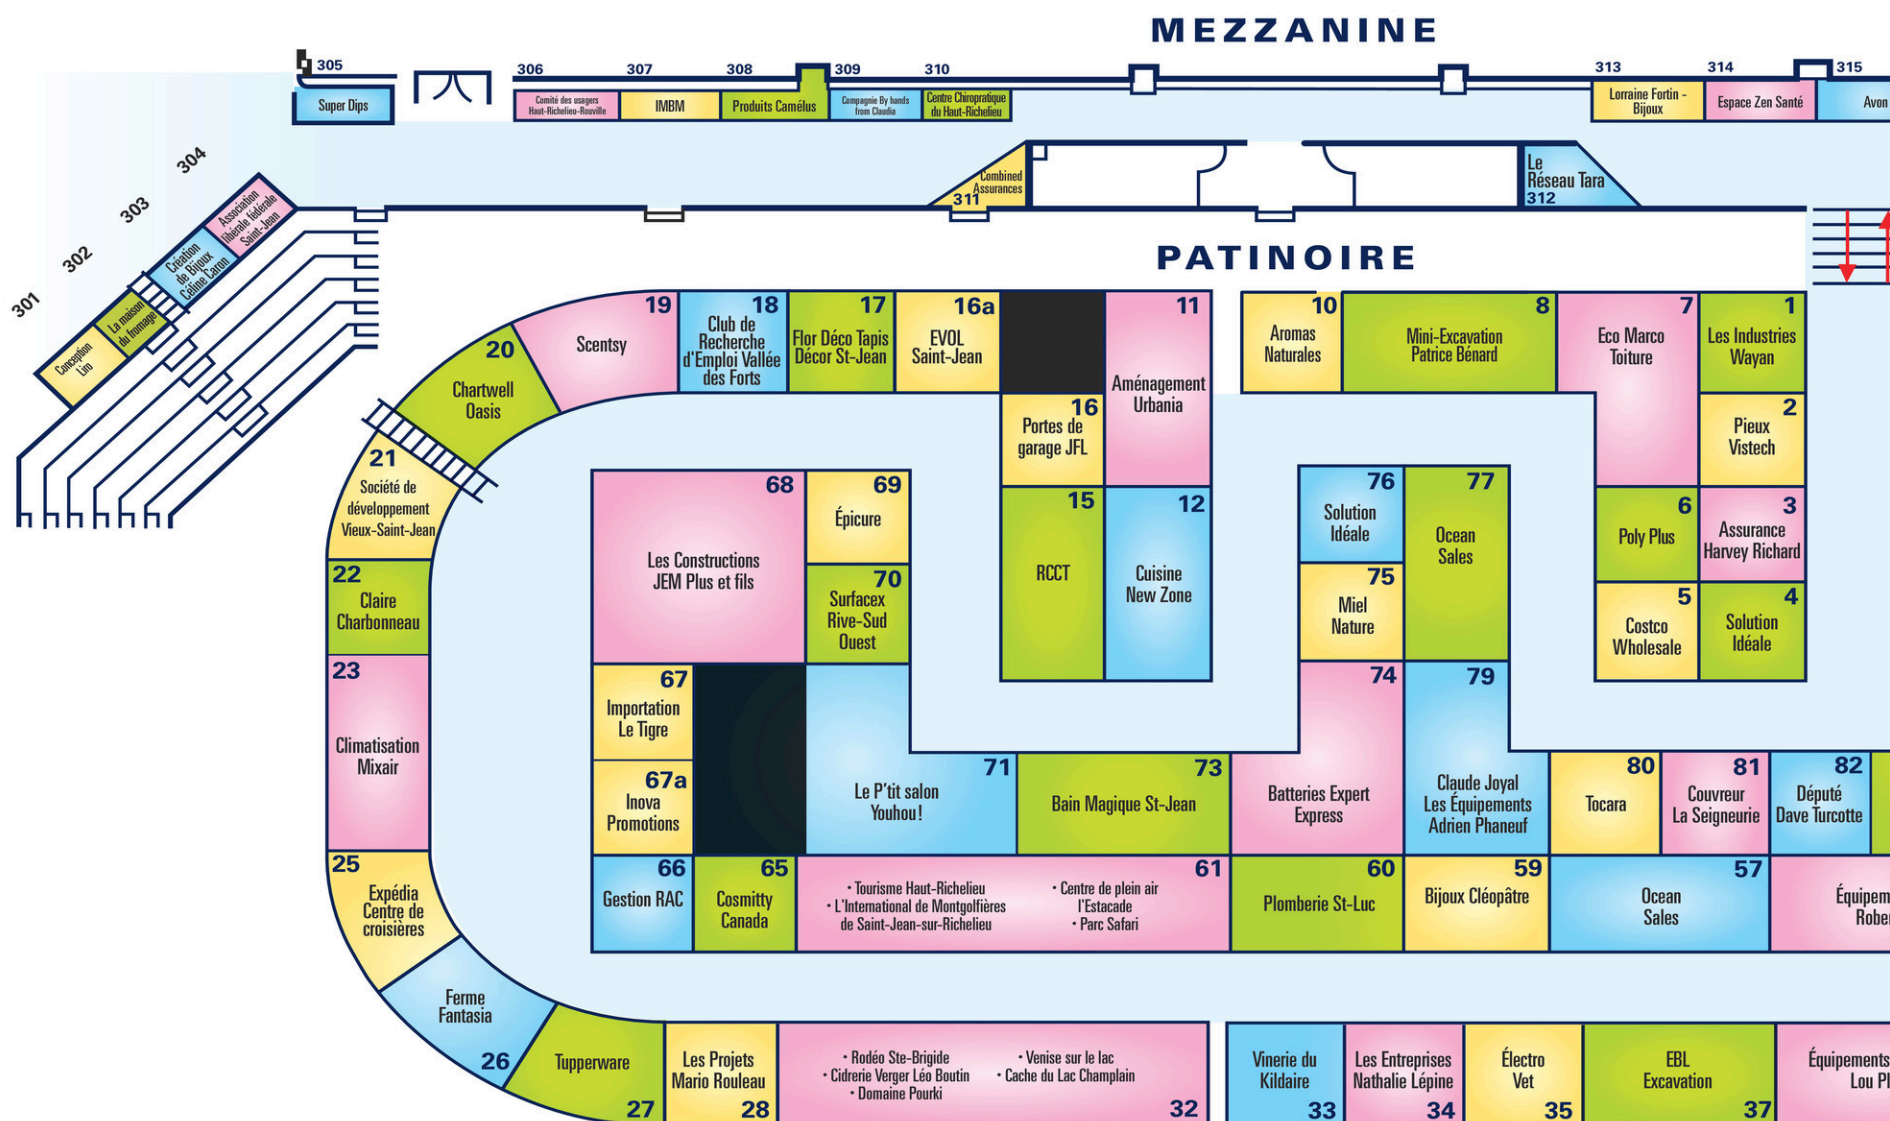 MEZZANINE
305
Super Dips
306
Comité des usagers
Haut-Richelieu-Rouville
307
IMBM
308
Produits Camélus
309
Compagnie By hands
from Claudia
310
Centre Chiropratique
du Haut-Richelieu
313
Lorraine Fortin -
Bijoux
314
Espace Zen Santé
315
Avon
304
Association
libérale fédérale
Saint-Jean
303
Création
de Bijoux
Céline Caron
302
La maison
du fromage
301
Conception
Liro
Combined
Assurances
311
Le
Réseau Tara
312
PATINOIRE
19
Scentsy
18
Club de
Recherche
d'Emploi Vallée
des Forts
17
Flor Déco Tapis
Décor St-Jean
16a
EVOL
Saint-Jean
11
Aménagement
Urbania
10
Aromas
Naturales
8
Mini-Excavation
Patrice Bénard
7
Eco Marco
Toiture
1
Les Industries
Wayan
20
Chartwell
Oasis
16
Portes de
garage JFL
2
Pieux
Vistech
21
Société de
développement
Vieux-Saint-Jean
68
Les Constructions
JEM Plus et fils
69
Épicure
15
RCCT
12
Cuisine
New Zone
76
Solution
Idéale
77
Ocean
Sales
6
Poly Plus
3
Assurance
Harvey Richard
22
Claire
Charbonneau
70
Surfacex
Rive-Sud
Ouest
75
Miel
Nature
5
Costco
Wholesale
4
Solution
Idéale
23
Climatisation
Mixair
67
Importation
Le Tigre
67a
Inova
Promotions
71
Le P'tit salon
Youhou !
73
Bain Magique St-Jean
74
Batteries Expert
Express
79
Claude Joyal
Les Équipements
Adrien Phaneuf
80
Tocara
81
Couvreur
La Seigneurie
82
Député
Dave Turcotte
25
Expédia
Centre de
croisières
66
Gestion RAC
65
Cosmitty
Canada
61
• Tourisme Haut-Richelieu
• L'International de Montgolfières
de Saint-Jean-sur-Richelieu
• Centre de plein air
l'Estacade
• Parc Safari
60
Plomberie St-Luc
59
Bijoux Cléopâtre
57
Ocean
Sales
Équipem
Rober
Ferme
Fantasia
26
Tupperware
27
Les Projets
Mario Rouleau
28
• Rodéo Ste-Brigide
• Cidrerie Verger Léo Boutin
• Domaine Pourki
• Venise sur le lac
• Cache du Lac Champlain
32
Vinerie du
Kildaire
33
Les Entreprises
Nathalie Lépine
34
Électro
Vet
35
EBL
Excavation
37
Équipements
Lou Pl